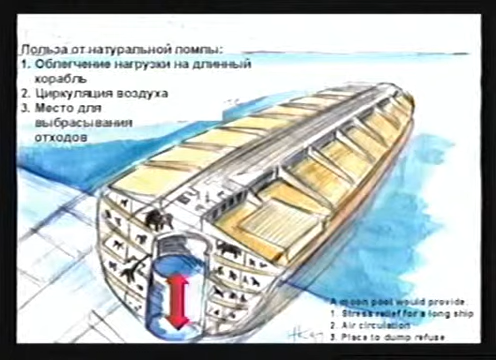 Польза от натуральной помпы:
1. Облегчение нагрузки на длинный
корабль
2. Циркуляция воздуха
3. Место для
выбрасывания
отходов
A moon pool would provide:
1. Stress relief for a long ship
2. Air circulation
3. Place to dump refuse